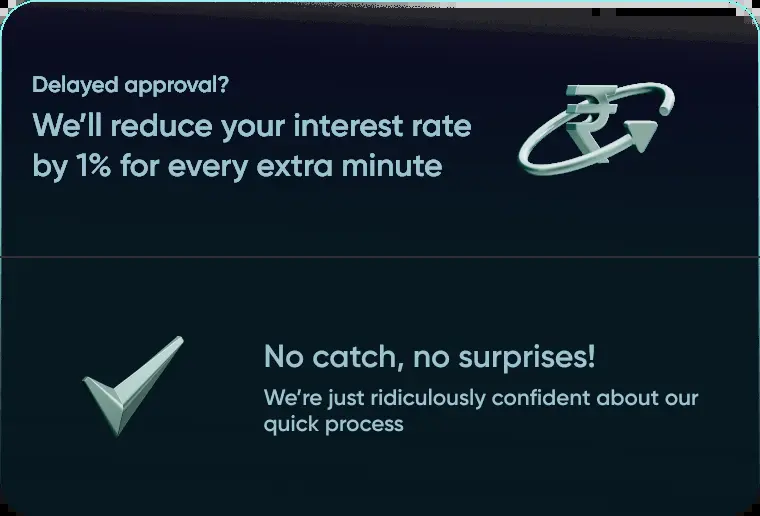 Delayed approval?
We’ll reduce your interest rate
by 1% for every extra minute
No catch, no surprises!
We’re just ridiculously confident about our
quick process